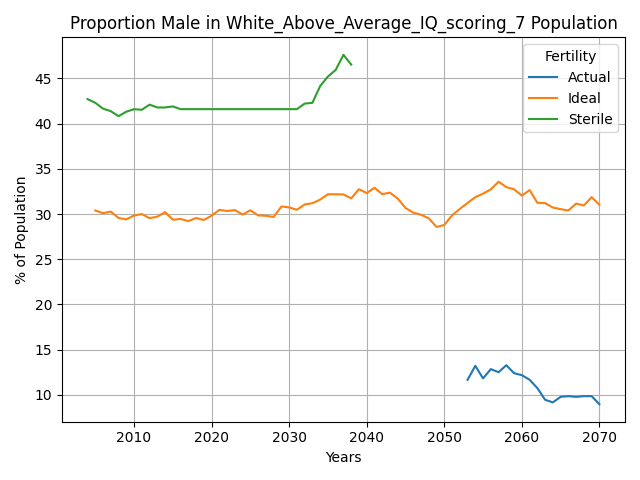 Proportion Male in White_Above_Average_IQ_scoring_7 Population
Fertility
Actual
Ideal
Sterile
% of Population
45
40
35
30
25
20
15
10
2010 2020 2030 2040 2050 2060 2070
Years